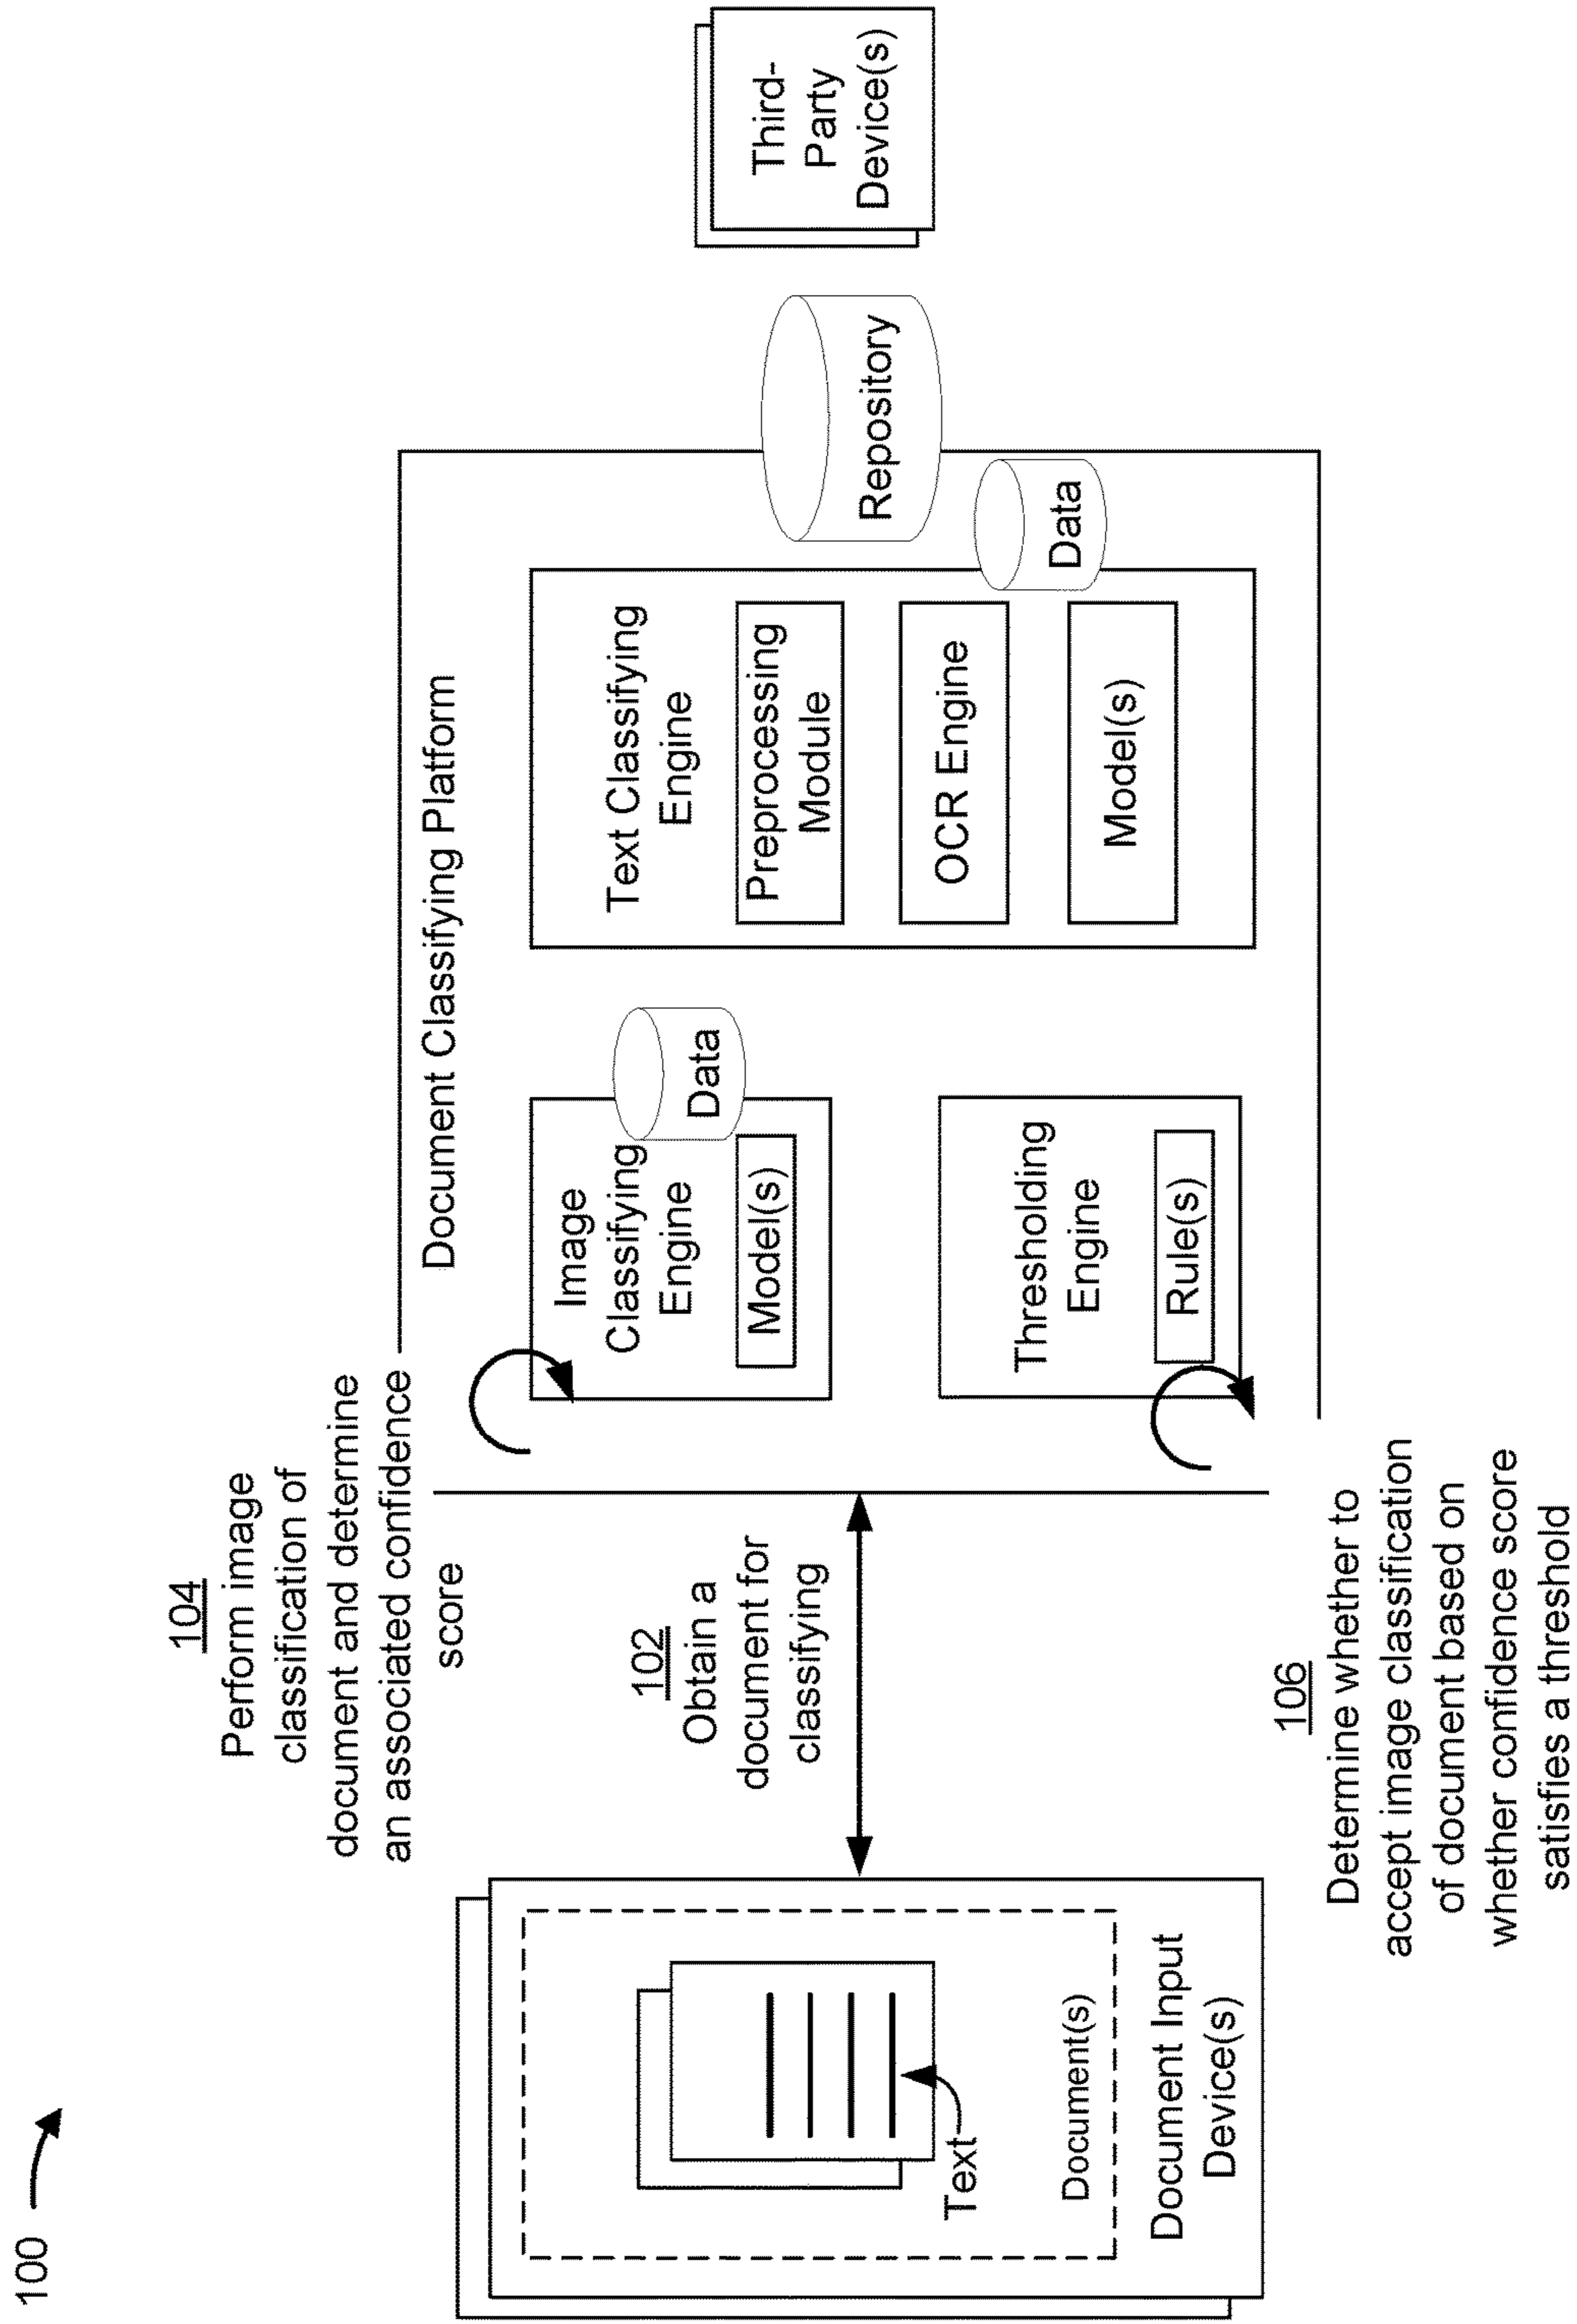 100
104
Perform image
classification of
document and determine
an associated confidence
score
102
Obtain a
document for
classifying
106
Determine whether to
accept image classification
of document based on
whether confidence score
satisfies a threshold
Text
Document(s)
Document Input
Device(s)
Document Classifying Platform
Image
Classifying
Engine
Model(s)
Data
Thresholding
Engine
Rule(s)
Text Classifying
Engine
Preprocessing
Module
OCR Engine
Model(s)
Data
Repository
Third-
Party
Device(s)